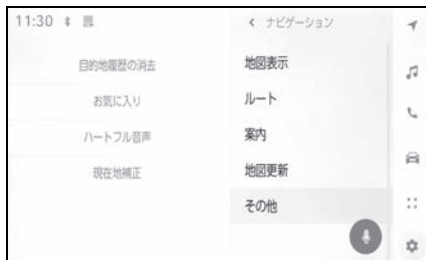 11:30
目的地履歴の消去
お気に入り
ハートフル音声
現在地補正
ナビゲーション
地図表示
ルート
案内
地図更新
その他